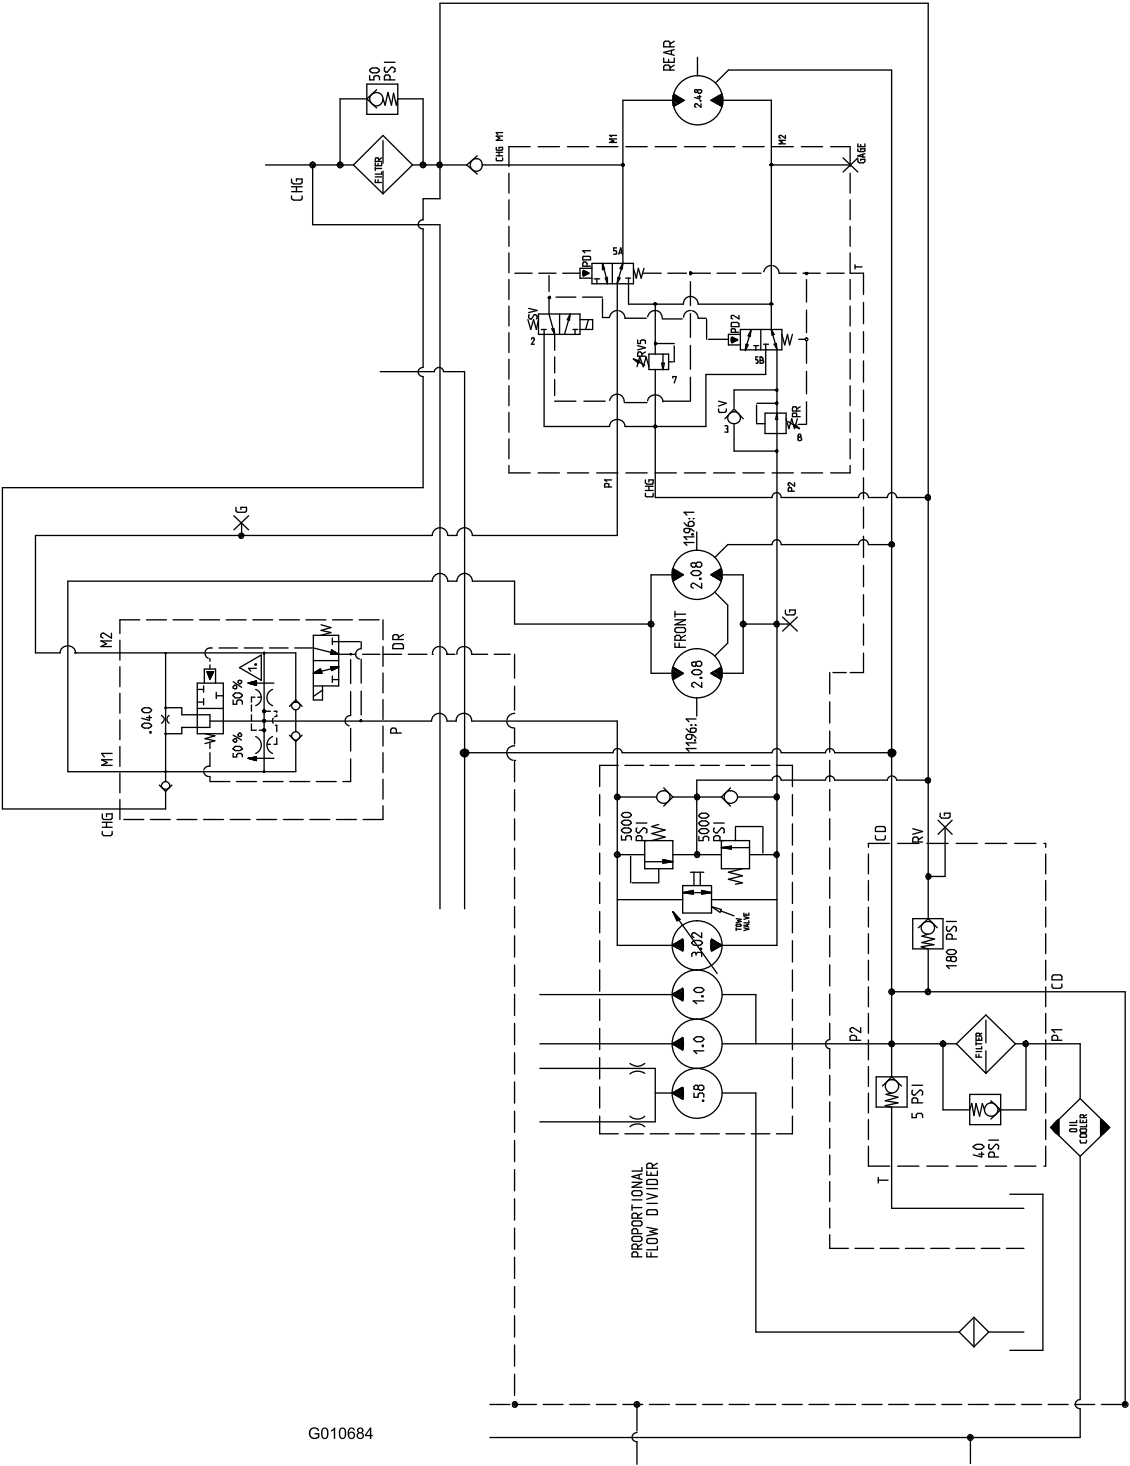 50
PSI
FILTER
CHG
REAR
2.48
CHG M1
M1
M2
GAGE
PD1
5A
T
SV
2
RV5
7
PD2
5B
CV
3
PR
8
P1
CHG
P2
G
1196:1
2.08
FRONT
G
2.08
1196:1
M2
DR
.040
50%
1.
50%
M1
P
CHG
5000
PSI
5000
PSI
TOW
VALVE
3.02
1.0
1.0
.58
PROPORTIONAL
FLOW DIVIDER
CD
RV
G
180 PSI
CD
P2
FILTER
P1
5 PSI
40
PSI
OIL
COOLER
T
G010684